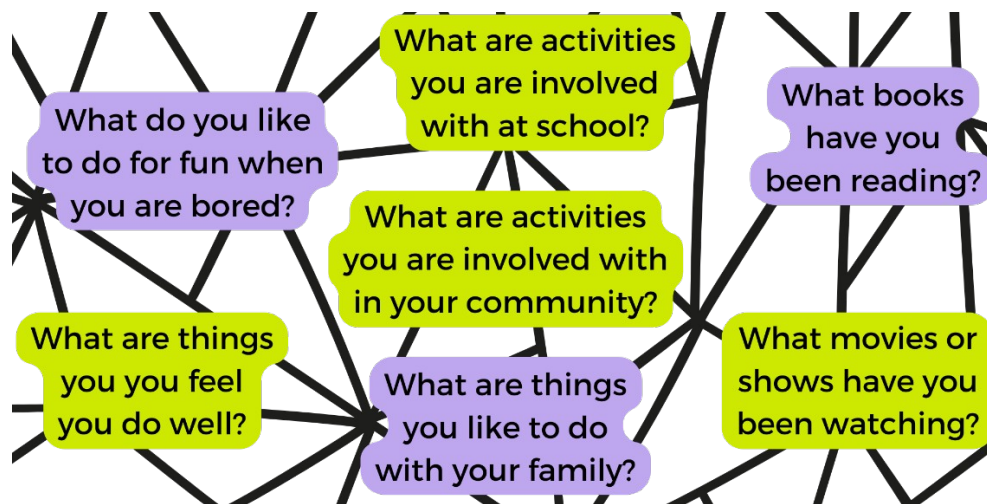 What are activities
you are involved
with at school?
What books
have you
been reading?
What do you like
to do for fun when
you are bored?
What are activities
you are involved with
in your community?
What are things
you you feel
you do well?
What movies or
shows have you
been watching?
What are things
you like to do
with your family?